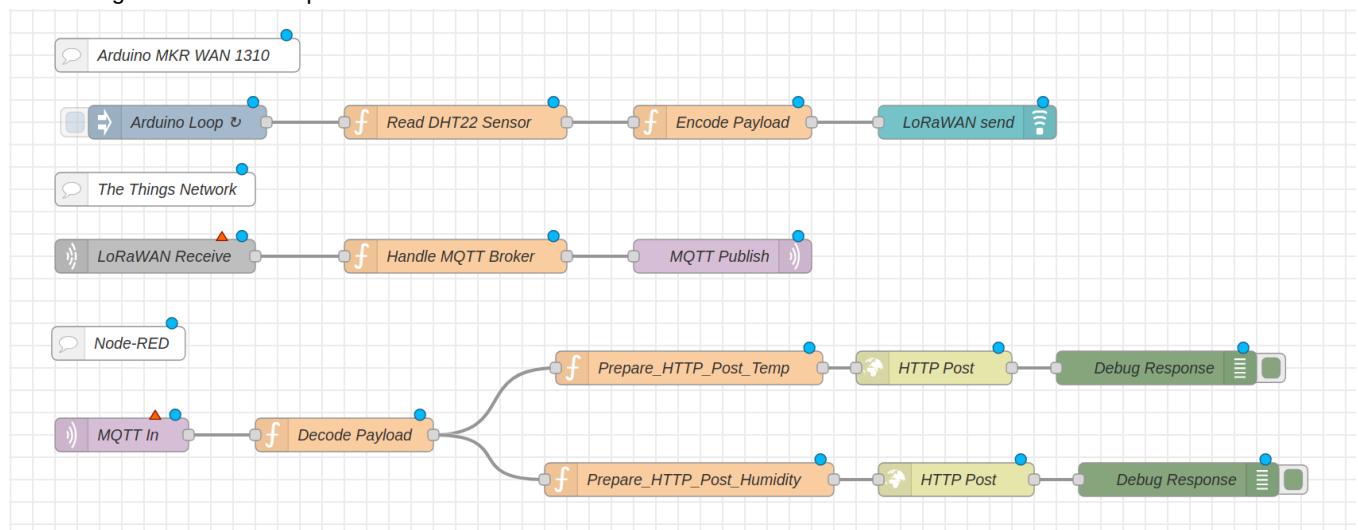 Arduino MKR WAN 1310
Arduino Loop ↻
Read DHT22 Sensor
Encode Payload
LoRaWAN send
The Things Network
LoRaWAN Receive
Handle MQTT Broker
MQTT Publish
Node-RED
Prepare_HTTP_Post_Temp
HTTP Post
Debug Response
MQTT In
Decode Payload
Prepare_HTTP_Post_Humidity
HTTP Post
Debug Response